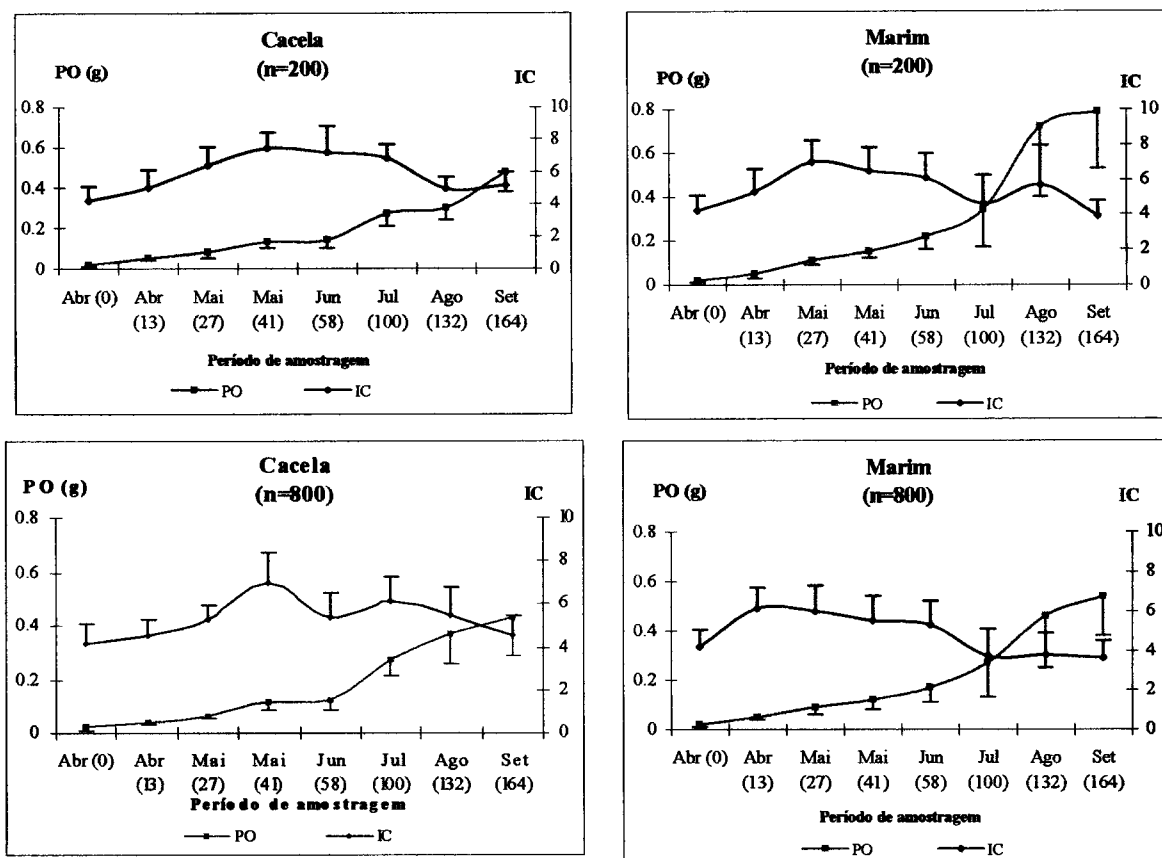 Cacela
(n=200)
PO (g)
IC
0.8
0.6
0.4
0.2
0
10
8
6
4
2
0
Abr (0) Abr Mai Mai Jun Jul Ago Set
(13) (27) (41) (58) (100) (132) (164)
Período de amostragem
PO IC
Marim
(n=200)
PO (g)
IC
0.8
0.6
0.4
0.2
0
10
8
6
4
2
0
Abr (0) Abr Mai Mai Jun Jul Ago Set
(13) (27) (41) (58) (100) (132) (164)
Período de amostragem
PO IC
Cacela
(n=800)
PO (g)
IC
0.8
0.6
0.4
0.2
0
10
8
6
4
2
0
Abr (0) Abr Mai Mai Jun Jul Ago Set
(13) (27) (41) (58) (100) (132) (164)
Período de amostragem
PO IC
Marim
(n=800)
PO (g)
IC
0.8
0.6
0.4
0.2
0
10
8
6
4
2
0
Abr (0) Abr Mai Mai Jun Jul Ago Set
(13) (27) (41) (58) (100) (132) (164)
Período de amostragem
PO IC